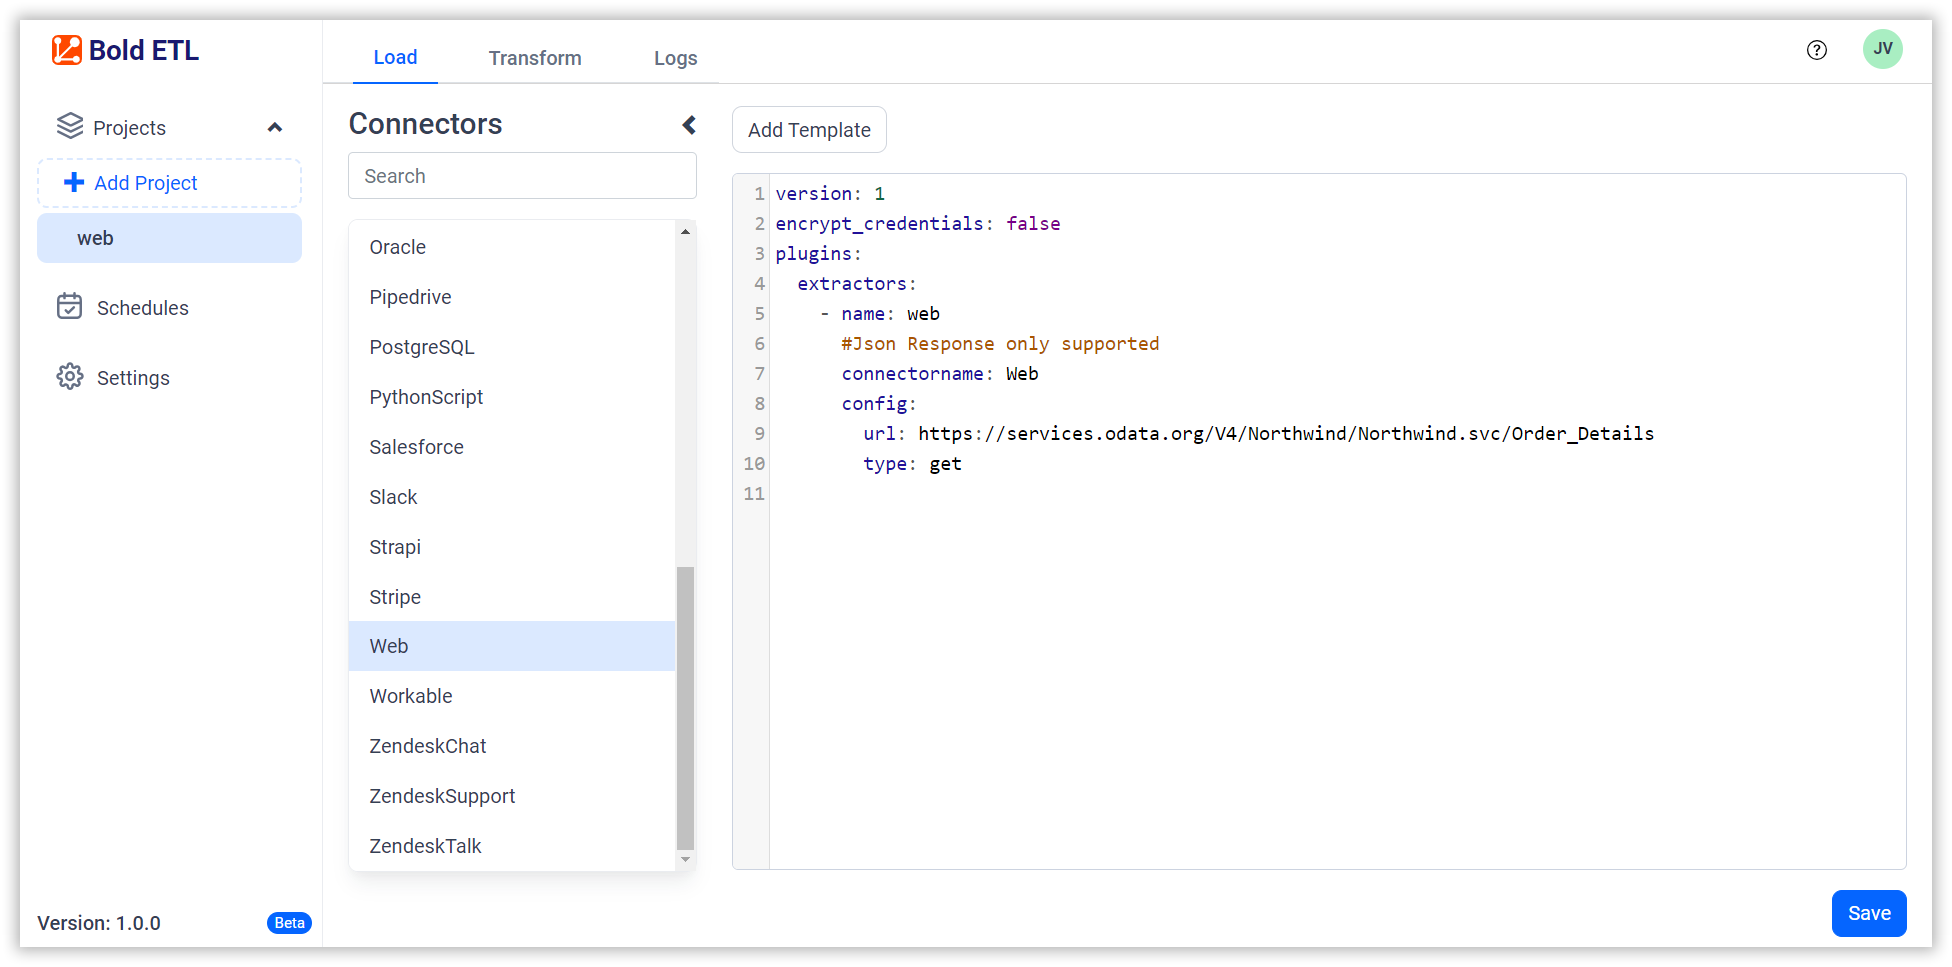 Bold ETL
Projects
Add Project
web
Schedules
Settings
Version: 1.0.0
Beta
Load
Transform
Logs
JV
Connectors
Search
Oracle
Pipedrive
PostgreSQL
PythonScript
Salesforce
Slack
Strapi
Stripe
Web
Workable
ZendeskChat
ZendeskSupport
ZendeskTalk
Add Template
1 version: 1
2 encrypt_credentials: false
3 plugins:
4   extractors:
5     - name: web
6       #Json Response only supported
7       connectorname: Web
8       config:
9         url: https://services.odata.org/V4/Northwind/Northwind.svc/Order_Details
10         type: get
11
Save